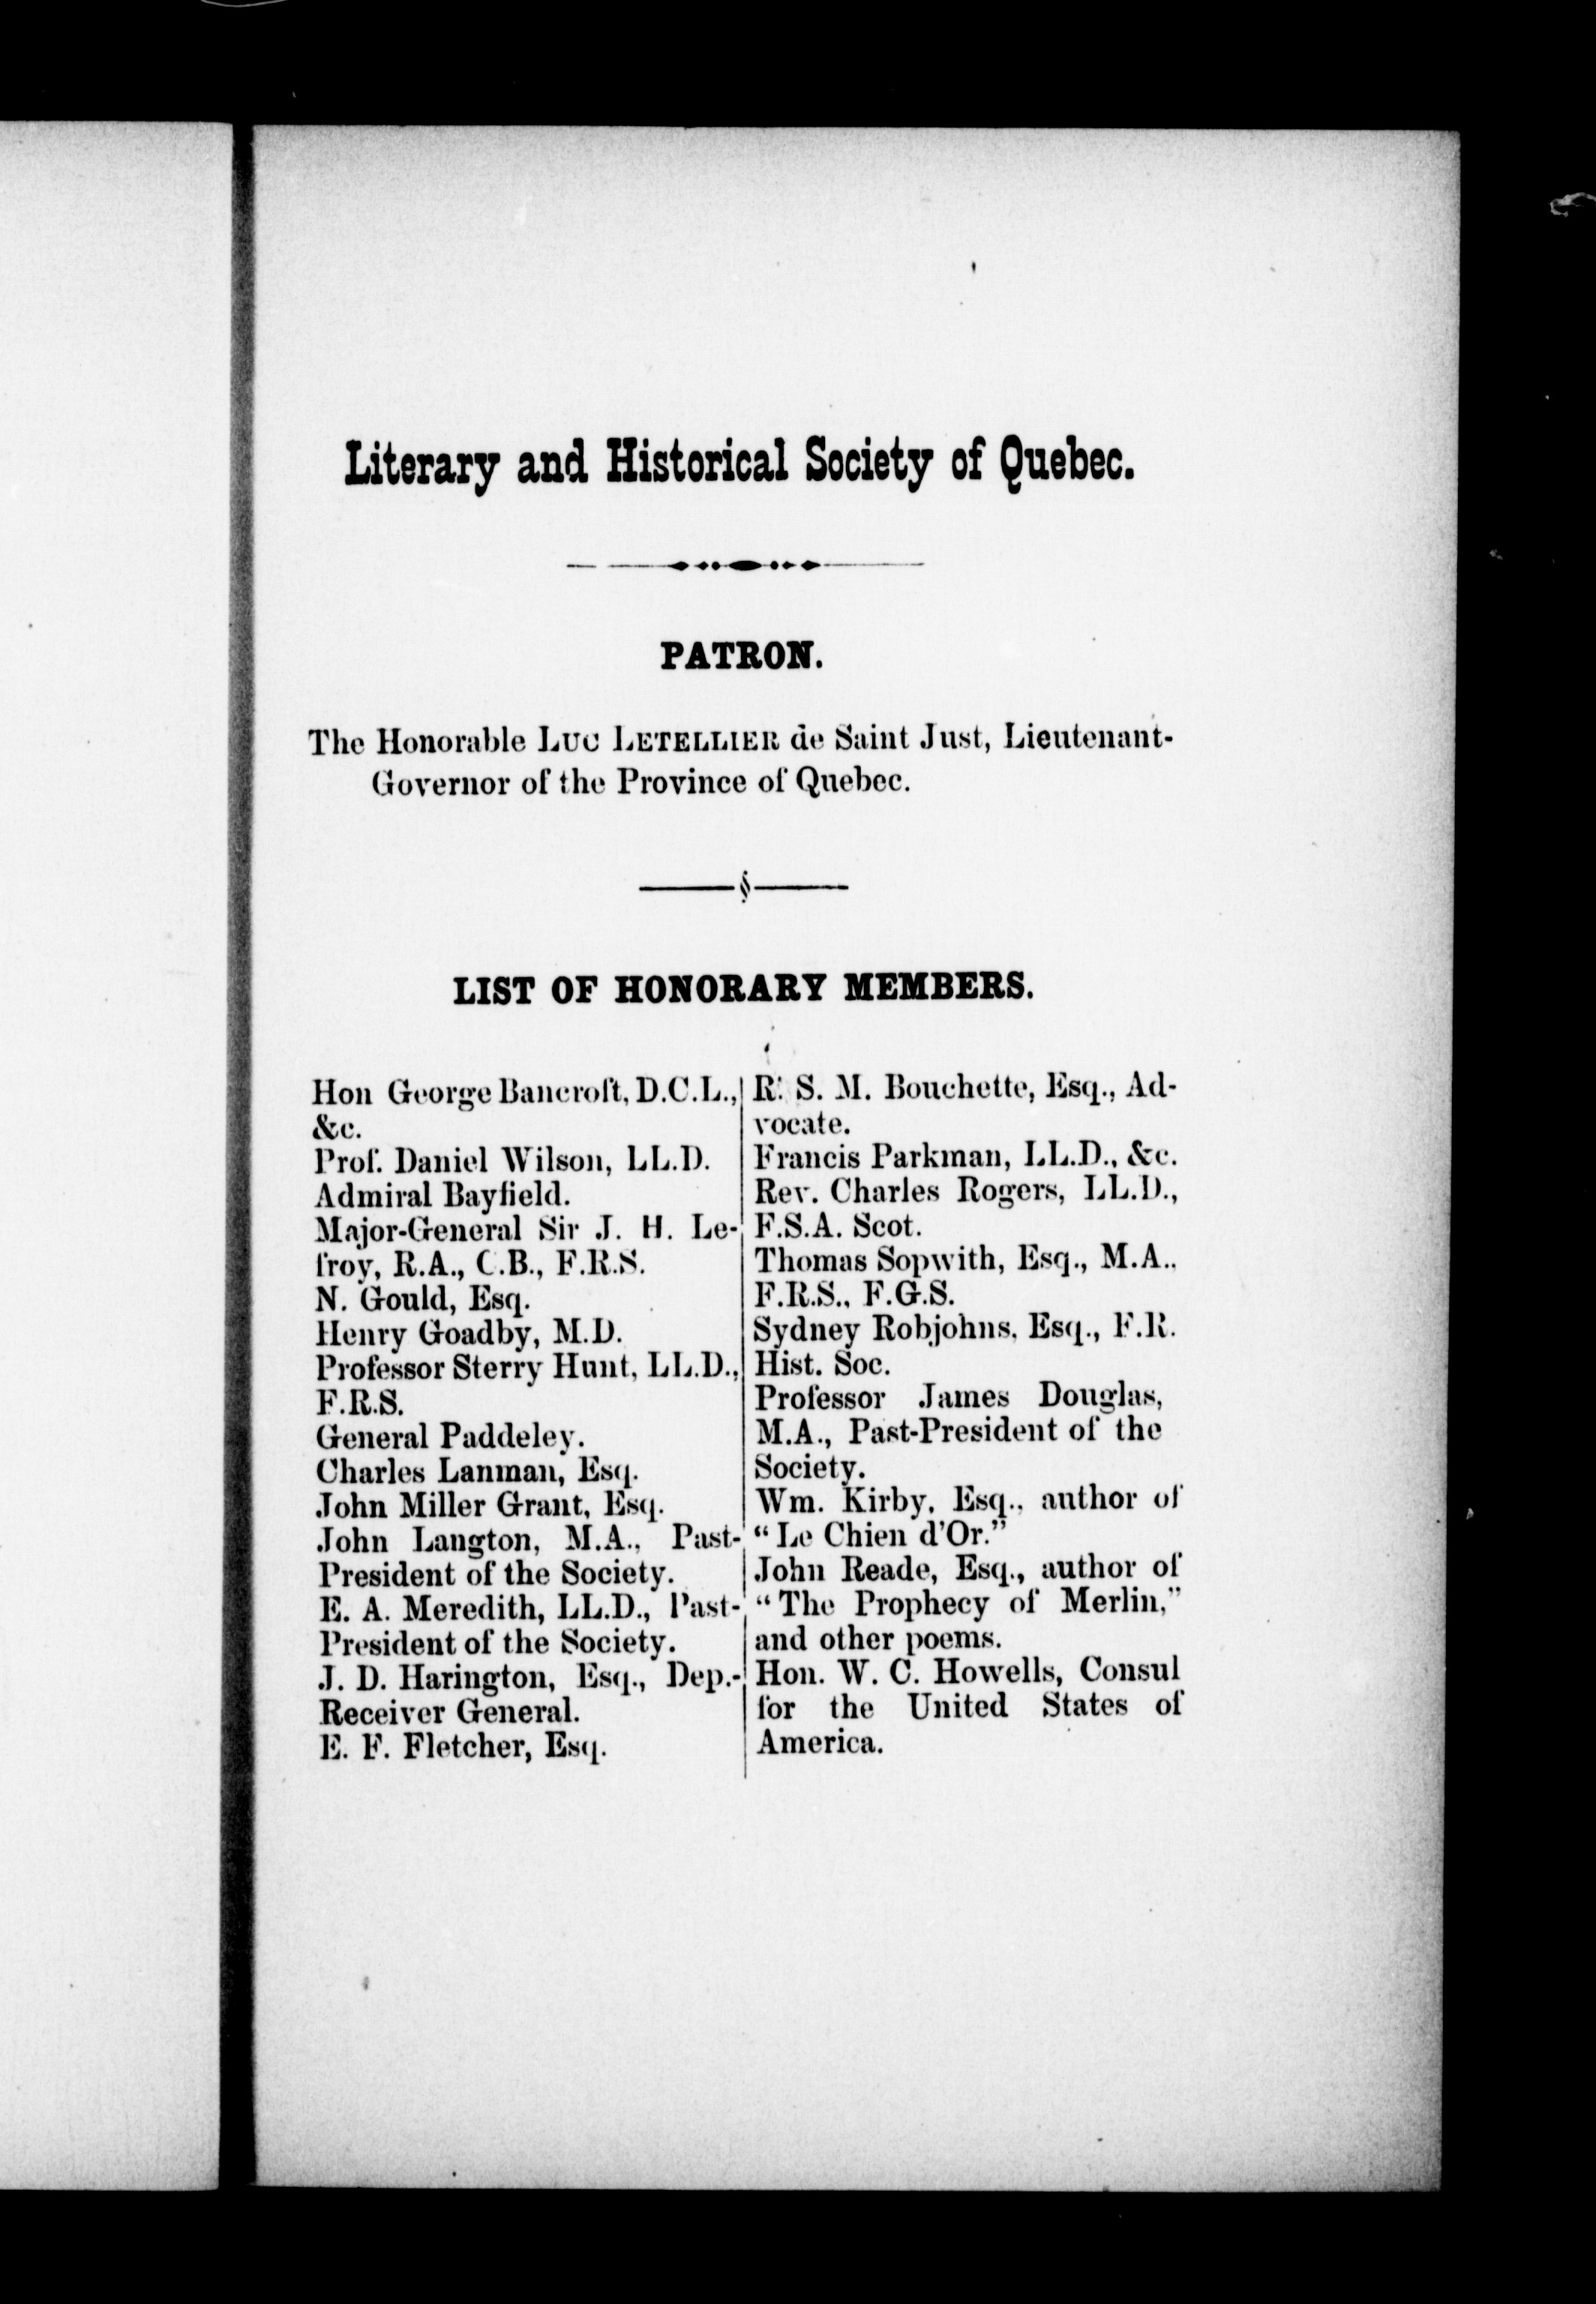 Literary and Historical Society of Quebec.
PATRON.
The Honorable LUC LETELLIER de Saint Just, Lieutenant-
Governor of the Province of Quebec.
§
LIST OF HONORARY MEMBERS.
Hon George Bancroft, D.C.L.,
&c.
Prof. Daniel Wilson, LL.D.
Admiral Bayfield.
Major-General Sir J. H. Le-
froy, R.A., C.B., F.R.S.
N. Gould, Esq.
Henry Goadby, M.D.
Professor Sterry Hunt, LL.D.,
F.R.S.
General Paddeley.
Charles Lanman, Esq.
John Miller Grant, Esq.
John Langton, M.A., Past-
President of the Society.
E. A. Meredith, LL.D., Past-
President of the Society.
J. D. Harington, Esq., Dep.-
Receiver General.
E. F. Fletcher, Esq.
R. S. M. Bouchette, Esq., Ad-
vocate.
Francis Parkman, LL.D., &c.
Rev. Charles Rogers, LL.D.,
F.S.A. Scot.
Thomas Sopwith, Esq., M.A.,
F.R.S., F.G.S.
Sydney Robjohns, Esq., F.R.
Hist. Soc.
Professor James Douglas,
M.A., Past-President of the
Society.
Wm. Kirby, Esq., author of
"Le Chien d'Or."
John Reade, Esq., author of
"The Prophecy of Merlin,"
and other poems.
Hon. W. C. Howells, Consul
for the United States of
America.